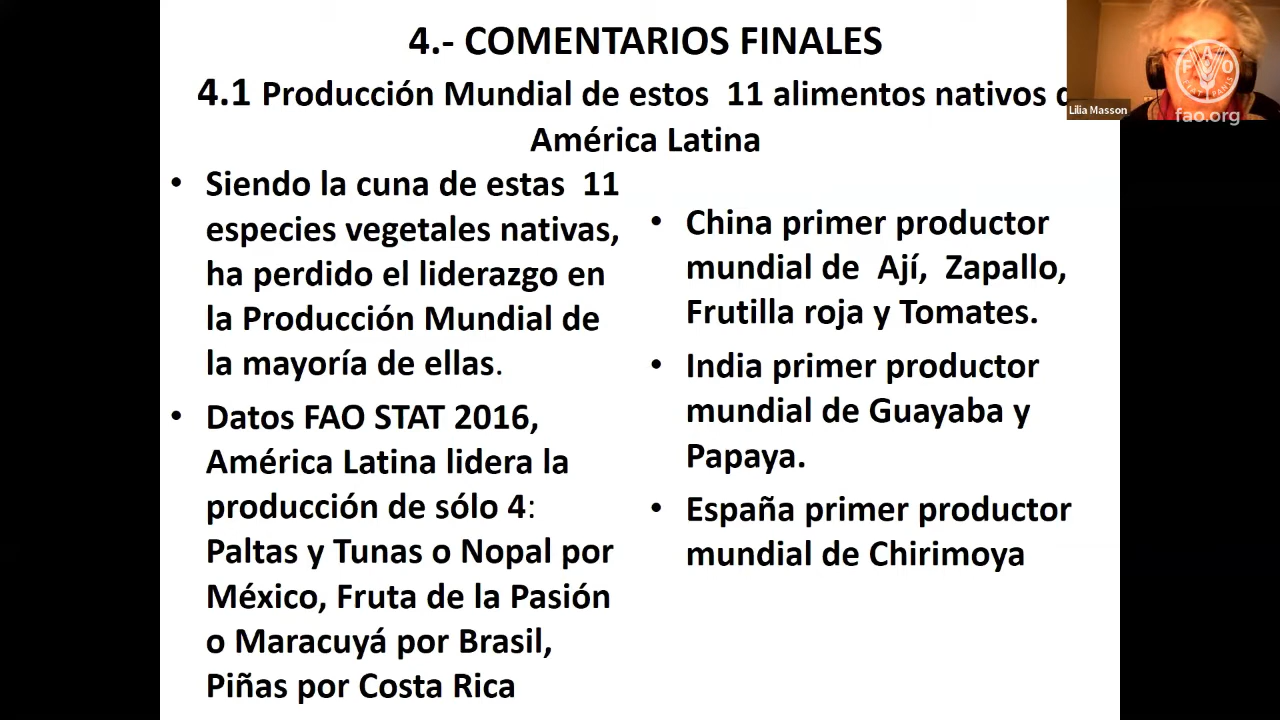 4.- COMENTARIOS FINALES
4.1 Producción Mundial de estos 11 alimentos nativos
América Latina
• Siendo la cuna de estas 11
especies vegetales nativas,
ha perdido el liderazgo en
la Producción Mundial de
la mayoría de ellas.
• Datos FAO STAT 2016,
América Latina lidera la
producción de sólo 4:
Paltas y Tunas o Nopal por
México, Fruta de la Pasión
o Maracuyá por Brasil,
Piñas por Costa Rica
• China primer productor
mundial de Ají, Zapallo,
Frutilla roja y Tomates.
• India primer productor
mundial de Guayaba y
Papaya.
• España primer productor
mundial de Chirimoya
Lilia Masson
FAO
fao.org